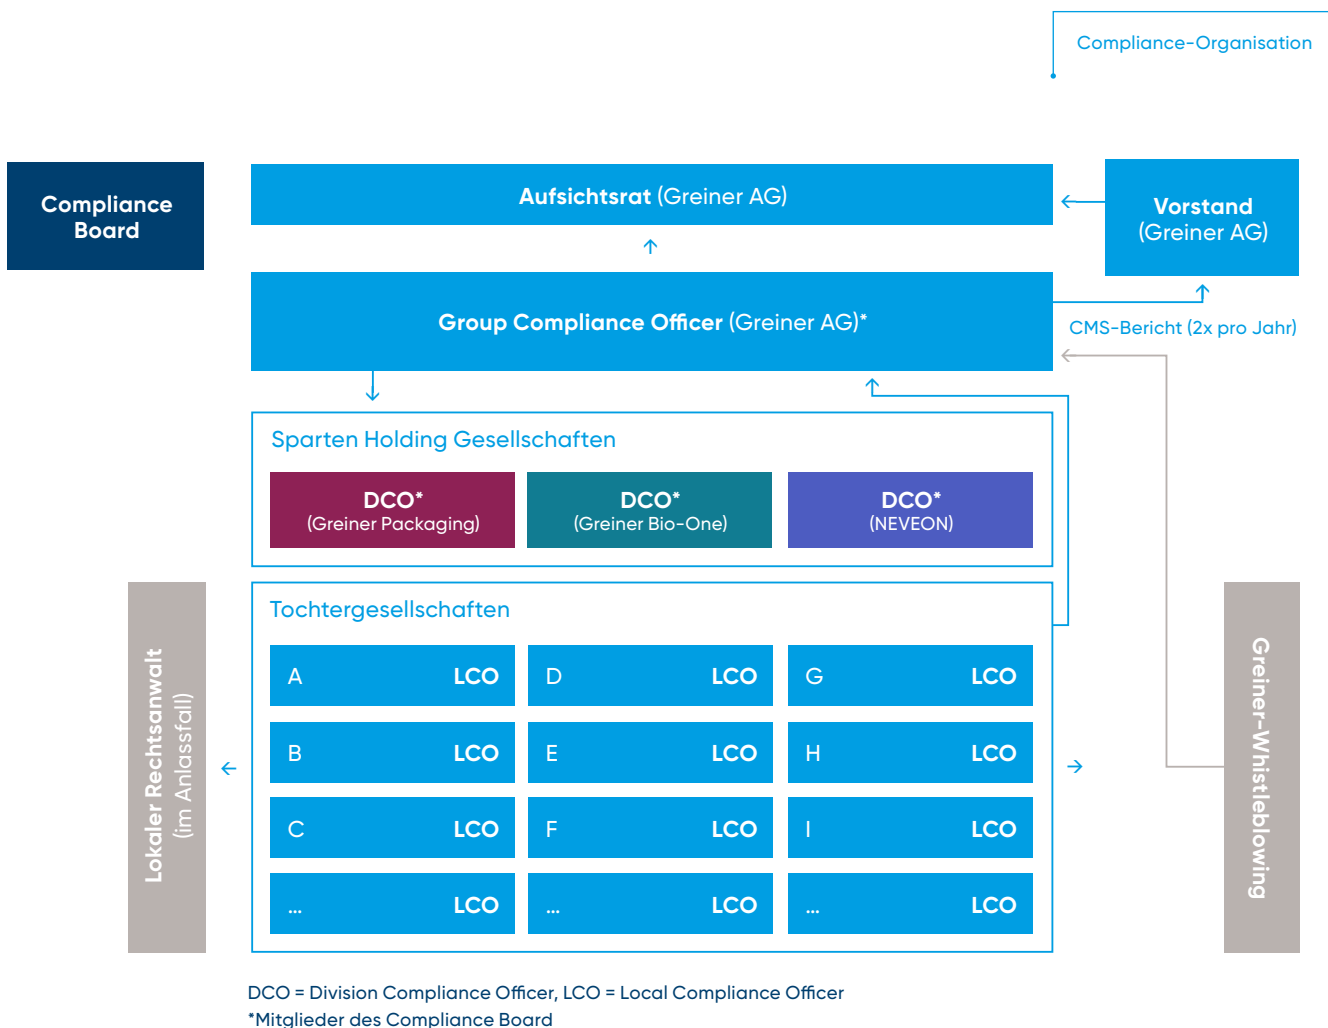 Compliance-Organisation
Compliance
Board
Aufsichtsrat (Greiner AG)
Vorstand
(Greiner AG)
Group Compliance Officer (Greiner AG)*
CMS-Bericht (2x pro Jahr)
Sparten Holding Gesellschaften
DCO*
(Greiner Packaging)
DCO*
(Greiner Bio-One)
DCO*
(NEVEON)
Lokaler Rechtsanwalt
(im Anlassfall)
Tochtergesellschaften
A LCO
D LCO
G LCO
B LCO
E LCO
H LCO
C LCO
F LCO
I LCO
... LCO
... LCO
... LCO
Greiner-Whistleblowing
DCO = Division Compliance Officer, LCO = Local Compliance Officer
*Mitglieder des Compliance Board